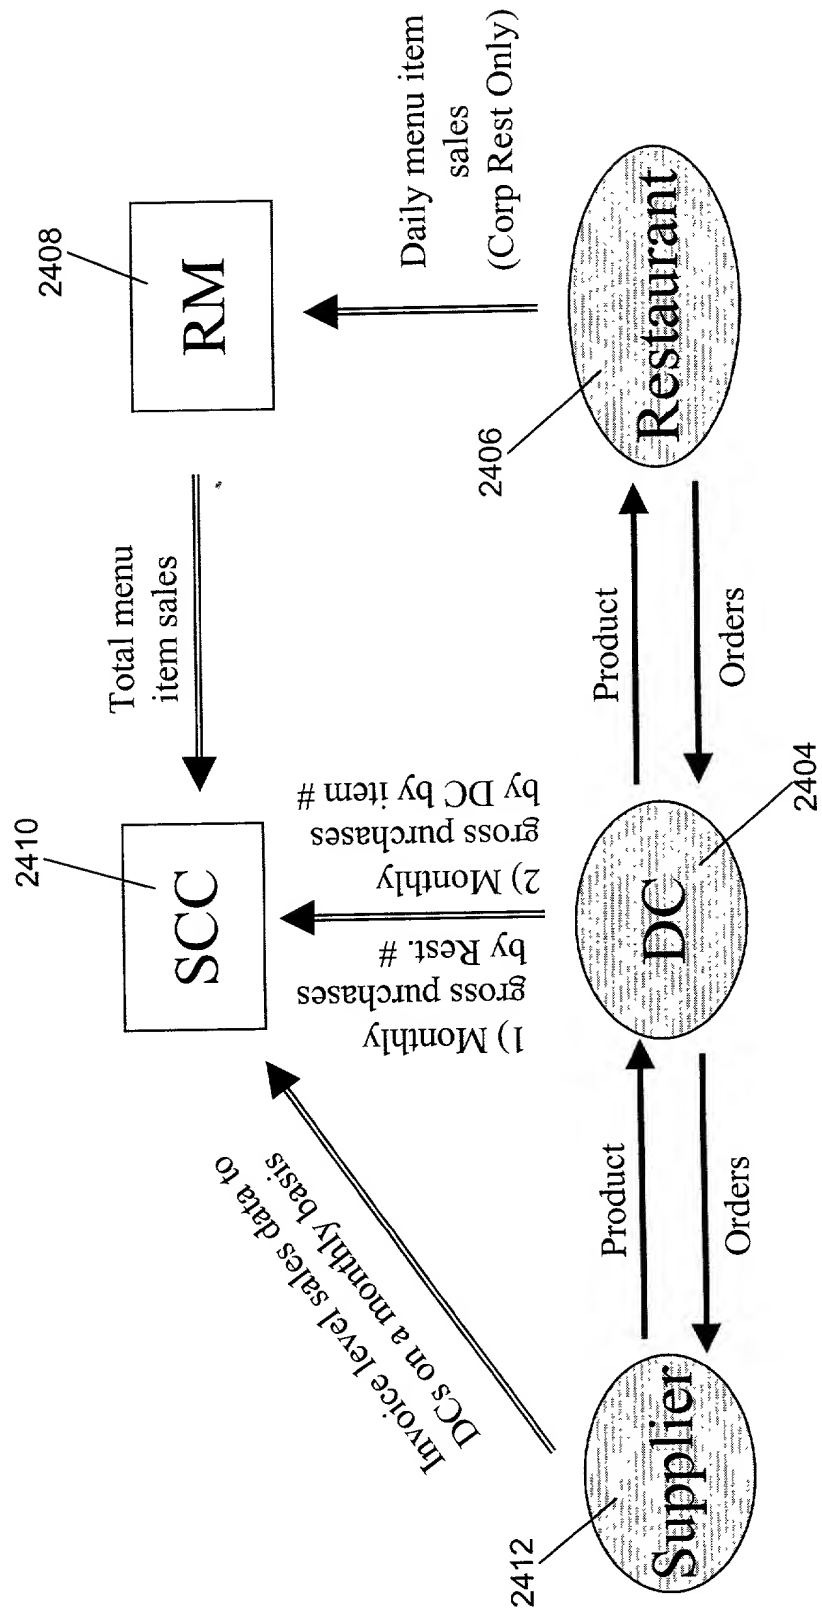 2410
SCC
Total menu
item sales
2408
RM
Invoice level sales data to
DCs on a monthly basis
1) Monthly
gross purchases
by Rest. #
2) Monthly
gross purchases
by DC by item #
Daily menu item
sales
(Corp Rest Only)
2412
Supplier
Product
Orders
DC
2404
Product
Orders
2406
Restaurant